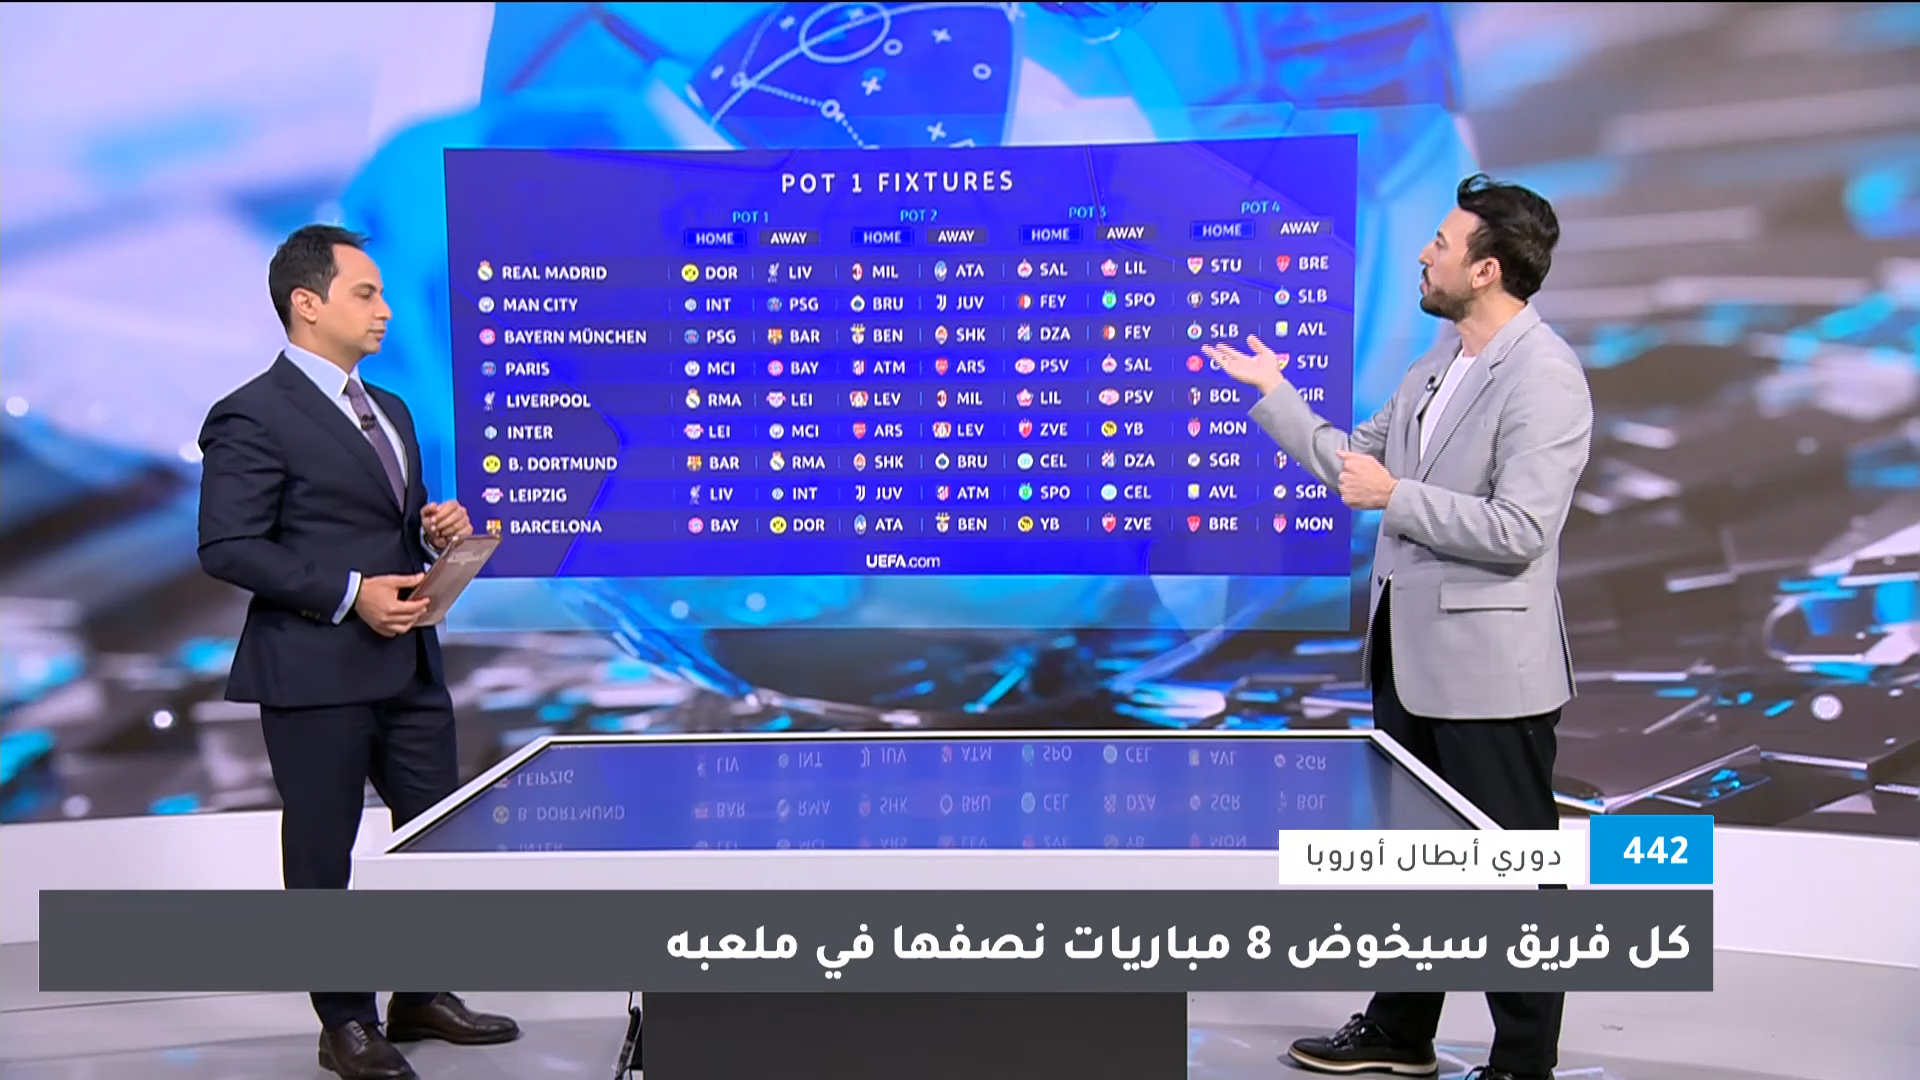 POT 1 FIXTURES
POT 1 POT 2 POT 3 POT 4
HOME AWAY HOME AWAY HOME AWAY HOME AWAY
REAL MADRID DOR LIV MIL ATA SAL LIL STU BRE
MAN CITY INT PSG BRU JUV FEY SPO SPA SLB
BAYERN MÜNCHEN PSG BAR BEN SHK DZA FEY SLB AVL
PARIS MCI BAY ATM ARS PSV SAL STU
LIVERPOOL RMA LEI LEV MIL LIL PSV BOL GIR
INTER LEI MCI ARS LEV ZVE YB MON
B. DORTMUND BAR RMA SHK BRU CEL DZA SGR
LEIPZIG LIV INT JUV ATM SPO CEL AVL SGR
BARCELONA BAY DOR ATA BEN YB ZVE BRE MON
UEFA.com
442 دوري أبطال أوروبا
كل فريق سيخوض 8 مباريات نصفها في ملعبه